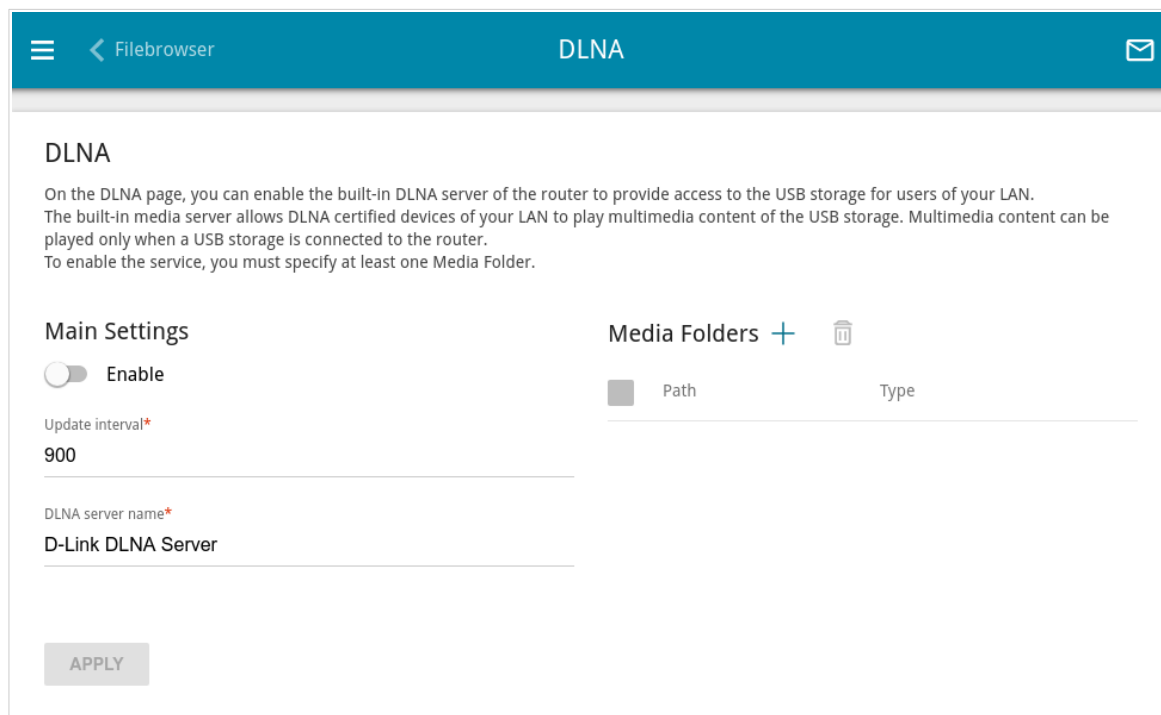 Filebrowser
DLNA
DLNA
On the DLNA page, you can enable the built-in DLNA server of the router to provide access to the USB storage for users of your LAN.
The built-in media server allows DLNA certified devices of your LAN to play multimedia content of the USB storage. Multimedia content can be
played only when a USB storage is connected to the router.
To enable the service, you must specify at least one Media Folder.
Main Settings
Enable
Update interval*
900
DLNA server name*
D-Link DLNA Server
APPLY
Media Folders
Path
Type